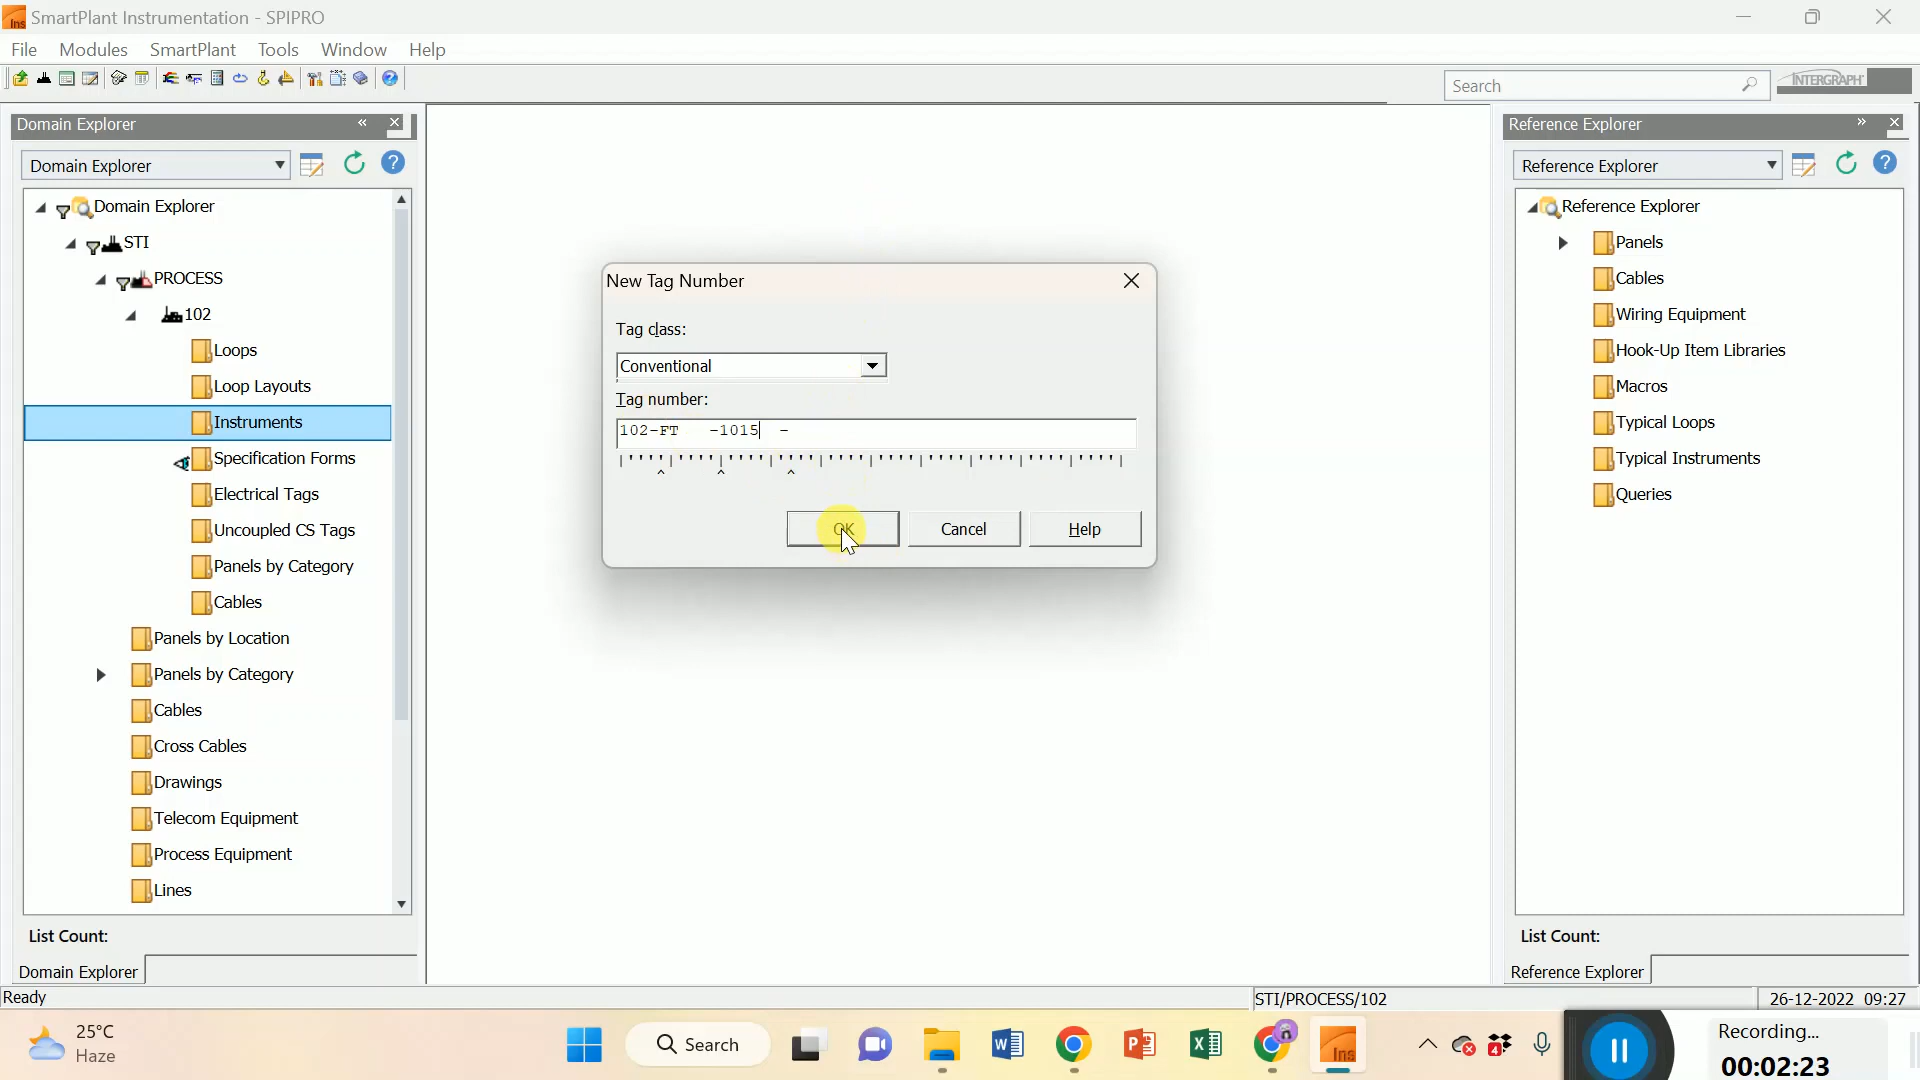 SmartPlant Instrumentation - SPIPRO
File Modules SmartPlant Tools Window Help
Search
INTERGRAPH
Domain Explorer
Domain Explorer
Domain Explorer
STI
PROCESS
102
Loops
Loop Layouts
Instruments
Specification Forms
Electrical Tags
Uncoupled CS Tags
Panels by Category
Cables
Panels by Location
Panels by Category
Cables
Cross Cables
Drawings
Telecom Equipment
Process Equipment
Lines
List Count:
Domain Explorer
New Tag Number
Tag class:
Conventional
Tag number:
102-FT   -1015  -
OK Cancel Help
Reference Explorer
Reference Explorer
Reference Explorer
Panels
Cables
Wiring Equipment
Hook-Up Item Libraries
Macros
Typical Loops
Typical Instruments
Queries
List Count:
Reference Explorer
Ready
STI/PROCESS/102
26-12-2022 09:27
25°C
Haze
Search
Ins
4
Recording...
00:02:23